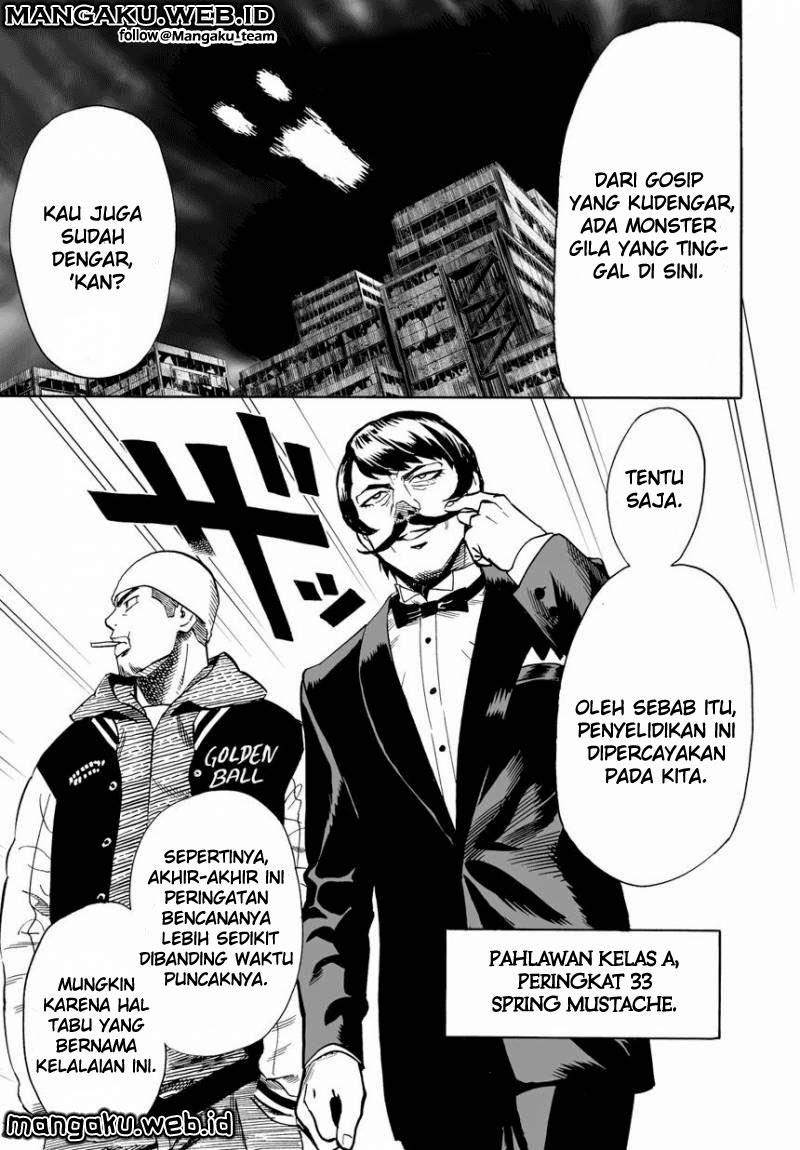 MANGAKU.WEB.ID
follow@Mangaku_team
DARI GOSIP
YANG KUDENGAR,
ADA MONSTER
GILA YANG TING-
GAL DI SINI.
KAU JUGA
SUDAH
DENGAR,
'KAN?
TENTU
SAJA.
OLEH SEBAB ITU,
PENYELIDIKAN INI
DIPERCAYAKAN
PADA KITA.
ザッ
GOLDEN
BALL
SEPERTINYA,
AKHIR-AKHIR INI
PERINGATAN
BENCANANYA
LEBIH SEDIKIT
DIBANDING WAKTU
PUNCAKNYA.
MUNGKIN
KARENA HAL
TABU YANG
BERNAMA
KELALAIAN INI.
PAHLAWAN KELAS A,
PERINGKAT 33
SPRING MUSTACHE.
mangaku.web.id